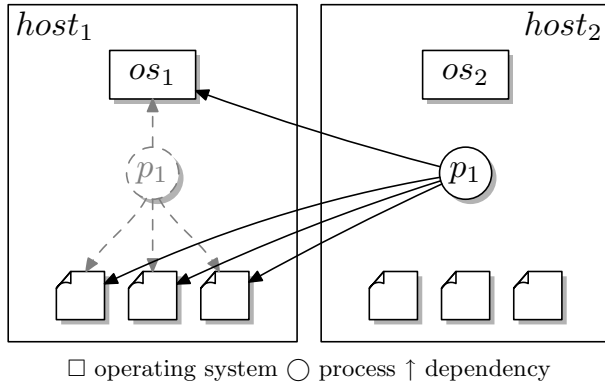 host₁ host₂
os₁ os₂
p₁ p₁
□ operating system ◯ process ↑ dependency